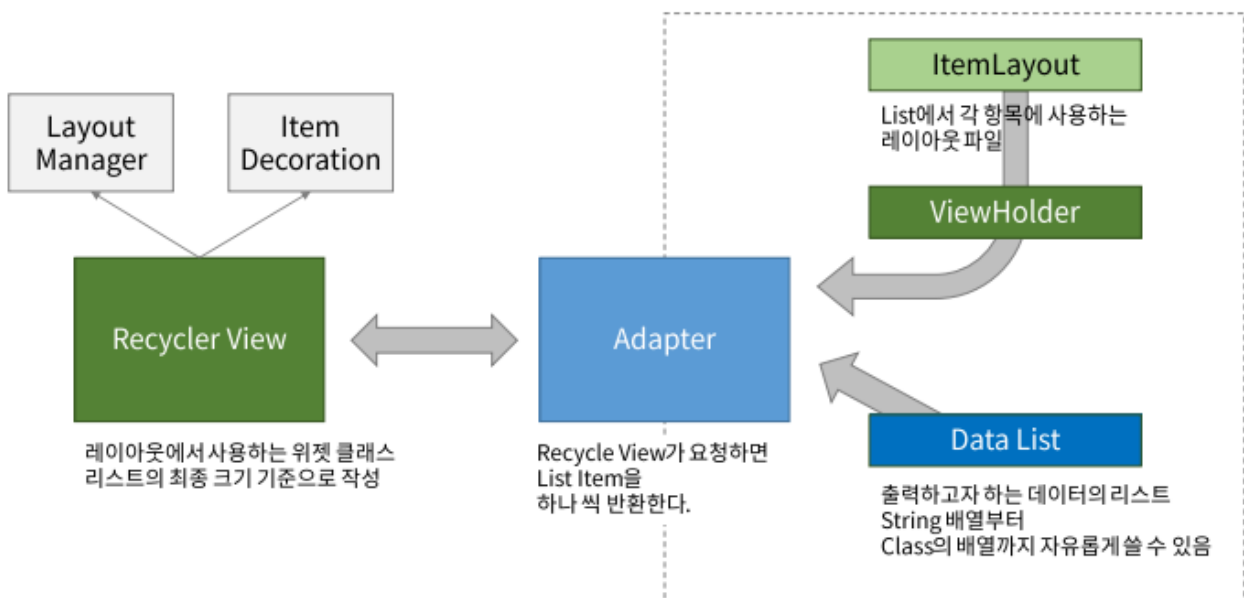 Layout
Manager
Item
Decoration
Recycler View
레이아웃에서 사용하는 위젯 클래스
리스트의 최종 크기 기준으로 작성
Adapter
Recycle View가 요청하면
List Item을
하나 씩 반환한다.
ItemLayout
List에서 각 항목에 사용하는
레이아웃 파일
ViewHolder
Data List
출력하고자 하는 데이터의 리스트
String 배열부터
Class의 배열까지 자유롭게 쓸 수 있음